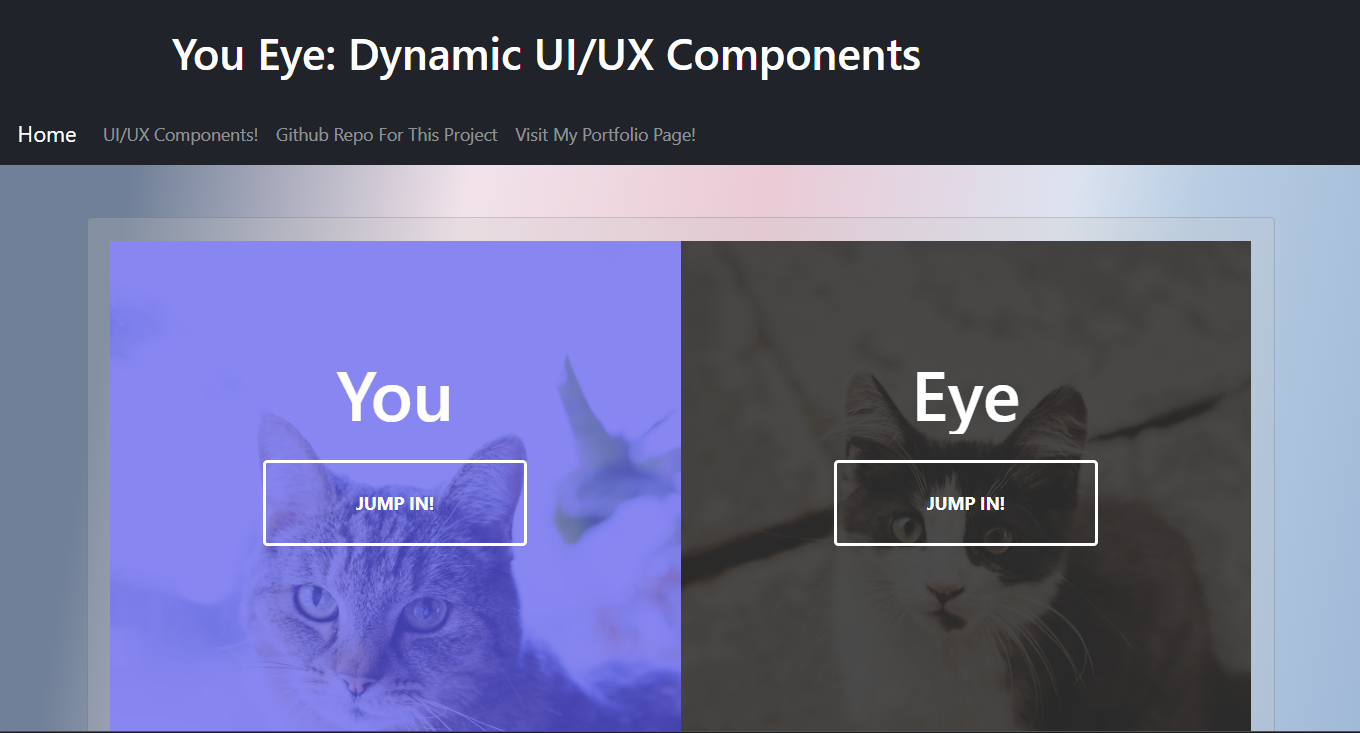 You Eye: Dynamic UI/UX Components
Home UI/UX Components! Github Repo For This Project Visit My Portfolio Page!
You
JUMP IN!
Eye
JUMP IN!